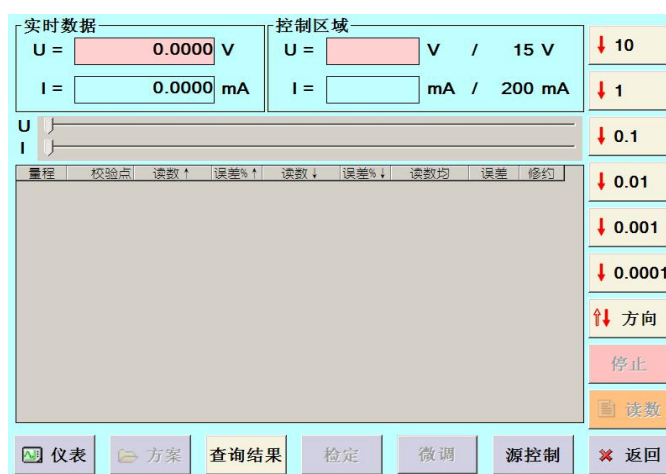 实时数据
U = 0.0000 V
I = 0.0000 mA
控制区域
U = V / 15 V
I = mA / 200 mA
U
I
量程 校验点 读数↑ 误差%↑ 读数↓ 误差%↓ 读数均 误差 修约
↓ 10
↓ 1
↓ 0.1
↓ 0.01
↓ 0.001
↓ 0.0001
⇧↓ 方向
停止
读数
仪表 方案 查询结果 检定 微调 源控制 返回